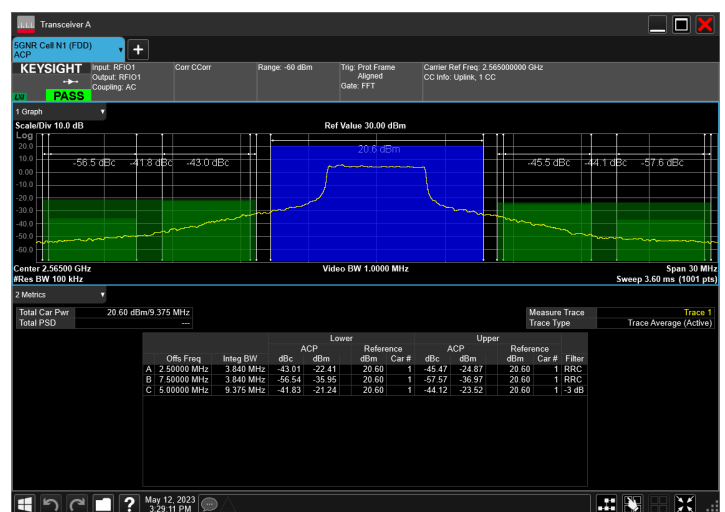 Transceiver A
5GNR Cell N1 (FDD)
ACP
KEYSIGHT
LXI
PASS
Input: RFIO1
Output: RFIO1
Coupling: AC
Corr CCorr
Range: -60 dBm
Trig: Prot Frame
Aligned
Gate: FFT
Carrier Ref Freq: 2.565000000 GHz
CC Info: Uplink, 1 CC
1 Graph
Scale/Div 10.0 dB
Ref Value 30.00 dBm
Log
20.0
10.0
0.00
-10.0
-20.0
-30.0
-40.0
-50.0
-60.0
-56.5 dBc
-41.8 dBc
-43.0 dBc
20.6 dBm
-45.5 dBc
-44.1 dBc
-57.6 dBc
Center 2.56500 GHz
#Res BW 100 kHz
Video BW 1.0000 MHz
Span 30 MHz
Sweep 3.60 ms (1001 pts)
2 Metrics
Total Car Pwr 20.60 dBm/9.375 MHz
Total PSD ---
Measure Trace Trace 1
Trace Type Trace Average (Active)
Lower Upper
ACP Reference ACP Reference
Offs Freq Integ BW dBc dBm dBm Car # dBc dBm dBm Car # Filter
A 2.50000 MHz 3.840 MHz -43.01 -22.41 20.60 1 -45.47 -24.87 20.60 1 RRC
B 7.50000 MHz 3.840 MHz -56.54 -35.95 20.60 1 -57.57 -36.97 20.60 1 RRC
C 5.00000 MHz 9.375 MHz -41.83 -21.24 20.60 1 -44.12 -23.52 20.60 1 -3 dB
May 12, 2023
3:29:11 PM